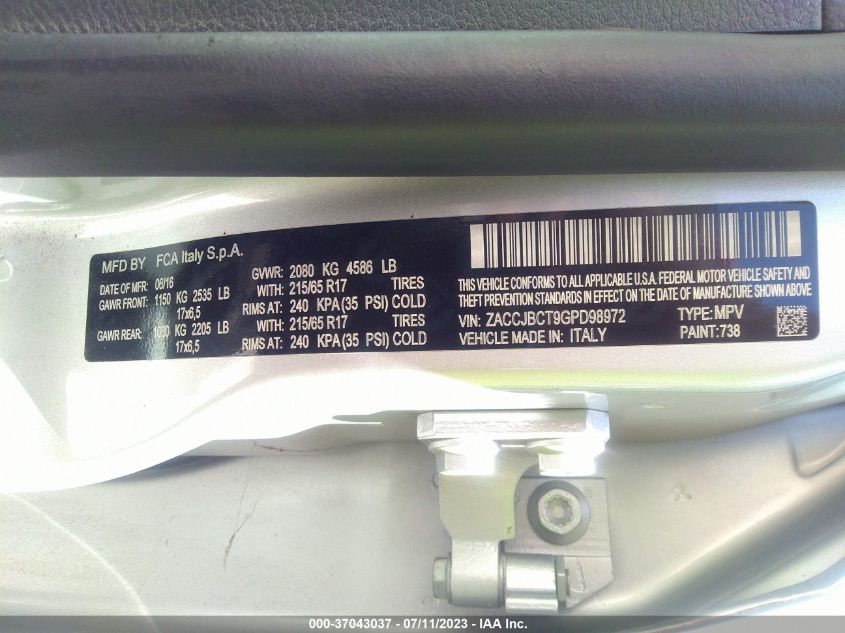 MFD BY FCA Italy S.p.A.
DATE OF MFR: 06/16 GVWR: 2080 KG 4586 LB
GAWR FRONT: 1150 KG 2535 LB WITH: 215/65 R17 TIRES
17x6,5 RIMS AT: 240 KPA(35 PSI) COLD
GAWR REAR: 1000 KG 2205 LB WITH: 215/65 R17 TIRES
17x6,5 RIMS AT: 240 KPA(35 PSI) COLD
THIS VEHICLE CONFORMS TO ALL APPLICABLE U.S.A. FEDERAL MOTOR VEHICLE SAFETY AND
THEFT PREVENTION STANDARDS IN EFFECT ON THE DATE OF MANUFACTURE SHOWN ABOVE.
VIN: ZACCJBCT9GPD98972 TYPE: MPV
VEHICLE MADE IN: ITALY PAINT: 738
000-37043037 - 07/11/2023 - IAA Inc.